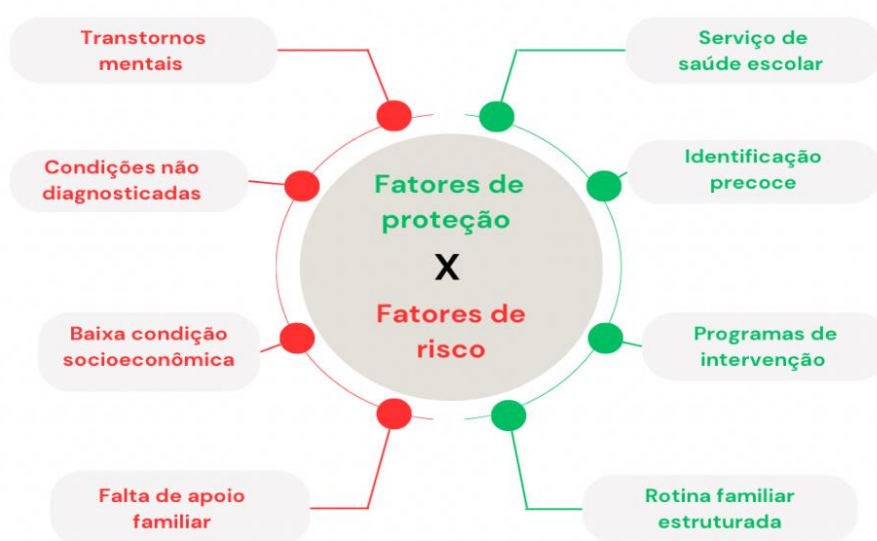 Transtornos
mentais
Condições não
diagnosticadas
Baixa condição
socioeconômica
Falta de apoio
familiar
Fatores de
proteção
X
Fatores de
risco
Serviço de
saúde escolar
Identificação
precoce
Programas de
intervenção
Rotina familiar
estruturada